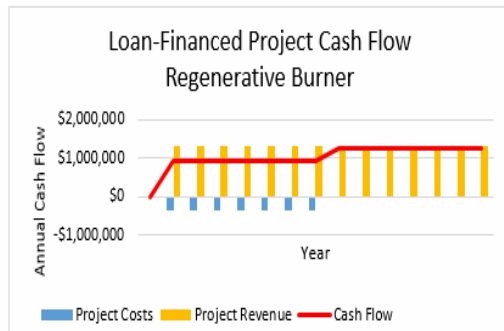 Loan-Financed Project Cash Flow
Regenerative Burner
Annual Cash Flow
$2,000,000
$1,000,000
$0
-$1,000,000
Year
Project Costs
Project Revenue
Cash Flow